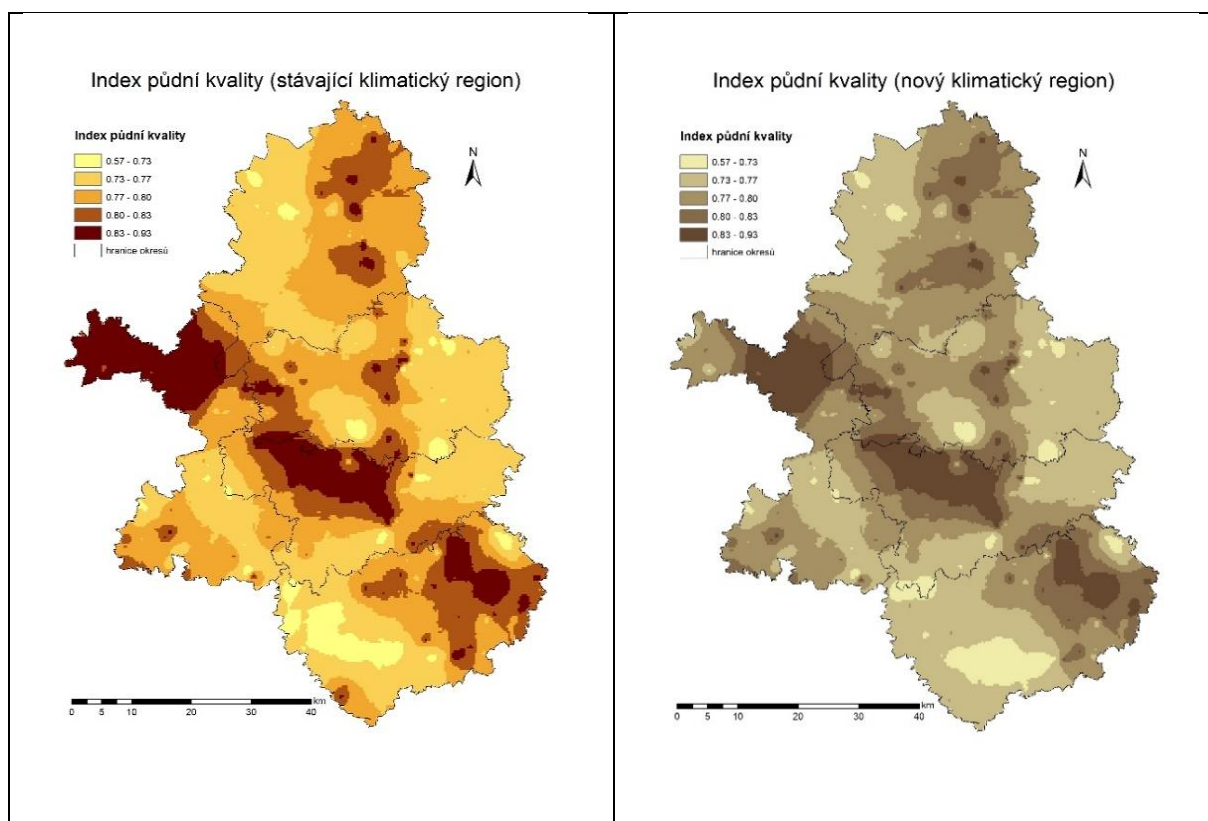 Index půdní kvality (stávající klimatický region)
Index půdní kvality
0.57 - 0.73
0.73 - 0.77
0.77 - 0.80
0.80 - 0.83
0.83 - 0.93
hranice okresů
N
km
0 5 10 20 30 40
Index půdní kvality (nový klimatický region)
Index půdní kvality
0.57 - 0.73
0.73 - 0.77
0.77 - 0.80
0.80 - 0.83
0.83 - 0.93
hranice okresů
N
km
0 5 10 20 30 40